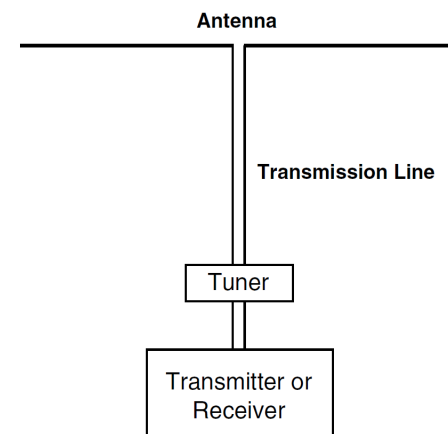 Antenna
Transmission Line
Tuner
Transmitter or
Receiver